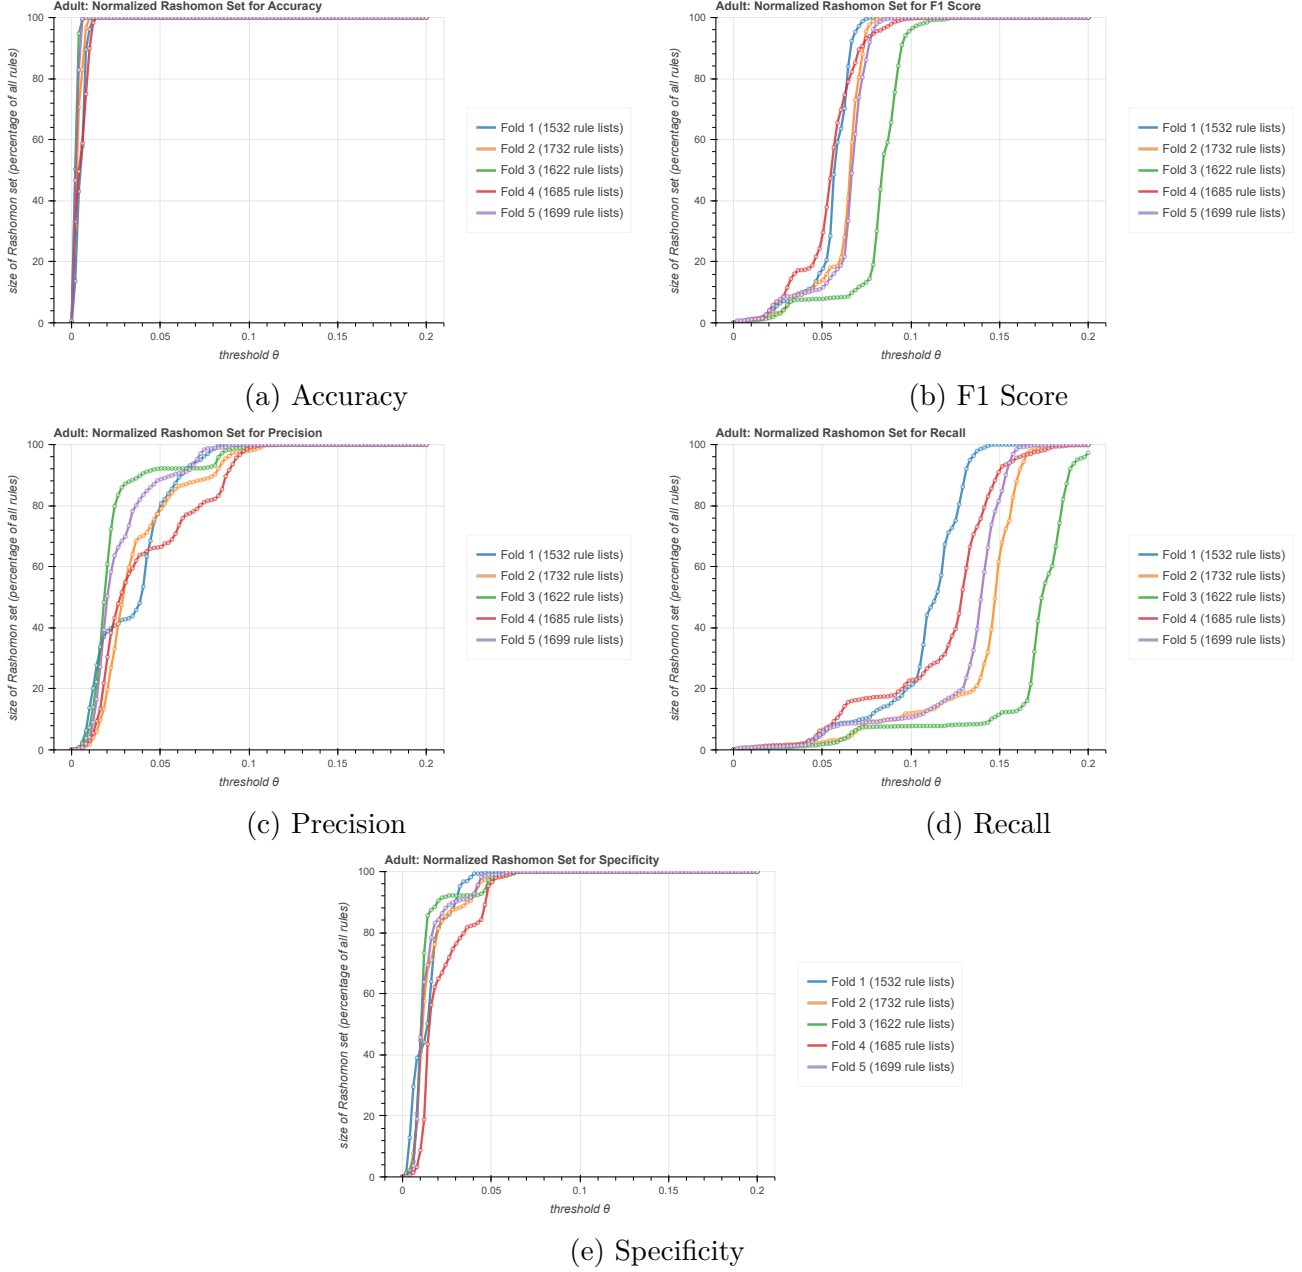 Adult: Normalized Rashomon Set for Accuracy
size of Rashomon set (percentage of all rules)
100
80
60
40
20
0
0
0.05
0.1
0.15
0.2
threshold θ
Fold 1 (1532 rule lists)
Fold 2 (1732 rule lists)
Fold 3 (1622 rule lists)
Fold 4 (1685 rule lists)
Fold 5 (1699 rule lists)
(a) Accuracy
Adult: Normalized Rashomon Set for F1 Score
size of Rashomon set (percentage of all rules)
100
80
60
40
20
0
0
0.05
0.1
0.15
0.2
threshold θ
Fold 1 (1532 rule lists)
Fold 2 (1732 rule lists)
Fold 3 (1622 rule lists)
Fold 4 (1685 rule lists)
Fold 5 (1699 rule lists)
(b) F1 Score
Adult: Normalized Rashomon Set for Precision
size of Rashomon set (percentage of all rules)
100
80
60
40
20
0
0
0.05
0.1
0.15
0.2
threshold θ
Fold 1 (1532 rule lists)
Fold 2 (1732 rule lists)
Fold 3 (1622 rule lists)
Fold 4 (1685 rule lists)
Fold 5 (1699 rule lists)
(c) Precision
Adult: Normalized Rashomon Set for Recall
size of Rashomon set (percentage of all rules)
100
80
60
40
20
0
0
0.05
0.1
0.15
0.2
threshold θ
Fold 1 (1532 rule lists)
Fold 2 (1732 rule lists)
Fold 3 (1622 rule lists)
Fold 4 (1685 rule lists)
Fold 5 (1699 rule lists)
(d) Recall
Adult: Normalized Rashomon Set for Specificity
size of Rashomon set (percentage of all rules)
100
80
60
40
20
0
0
0.05
0.1
0.15
0.2
threshold θ
Fold 1 (1532 rule lists)
Fold 2 (1732 rule lists)
Fold 3 (1622 rule lists)
Fold 4 (1685 rule lists)
Fold 5 (1699 rule lists)
(e) Specificity